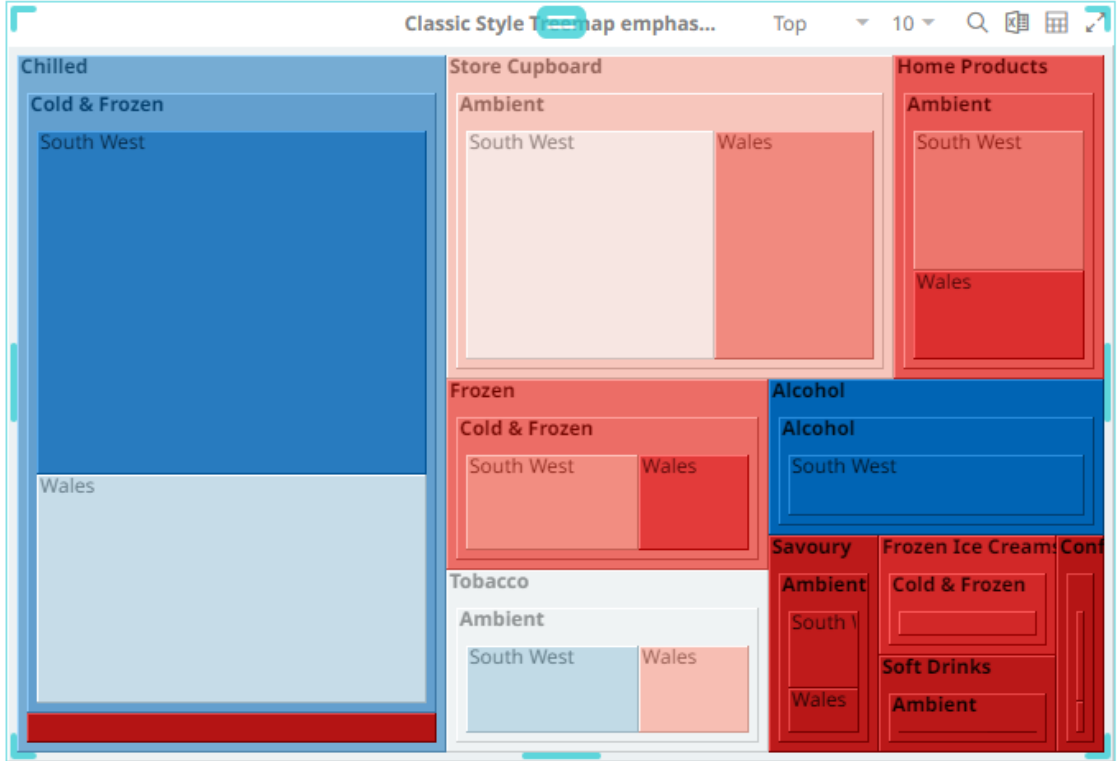 Classic Style Treemap emphas...
Top
10
Chilled
Cold & Frozen
South West
Wales
Store Cupboard
Ambient
South West
Wales
Home Products
Ambient
South West
Wales
Frozen
Cold & Frozen
South West
Wales
Alcohol
Alcohol
South West
Tobacco
Ambient
South West
Wales
Savoury
Ambient
South
Wales
Frozen Ice Creams
Cold & Frozen
Soft Drinks
Ambient